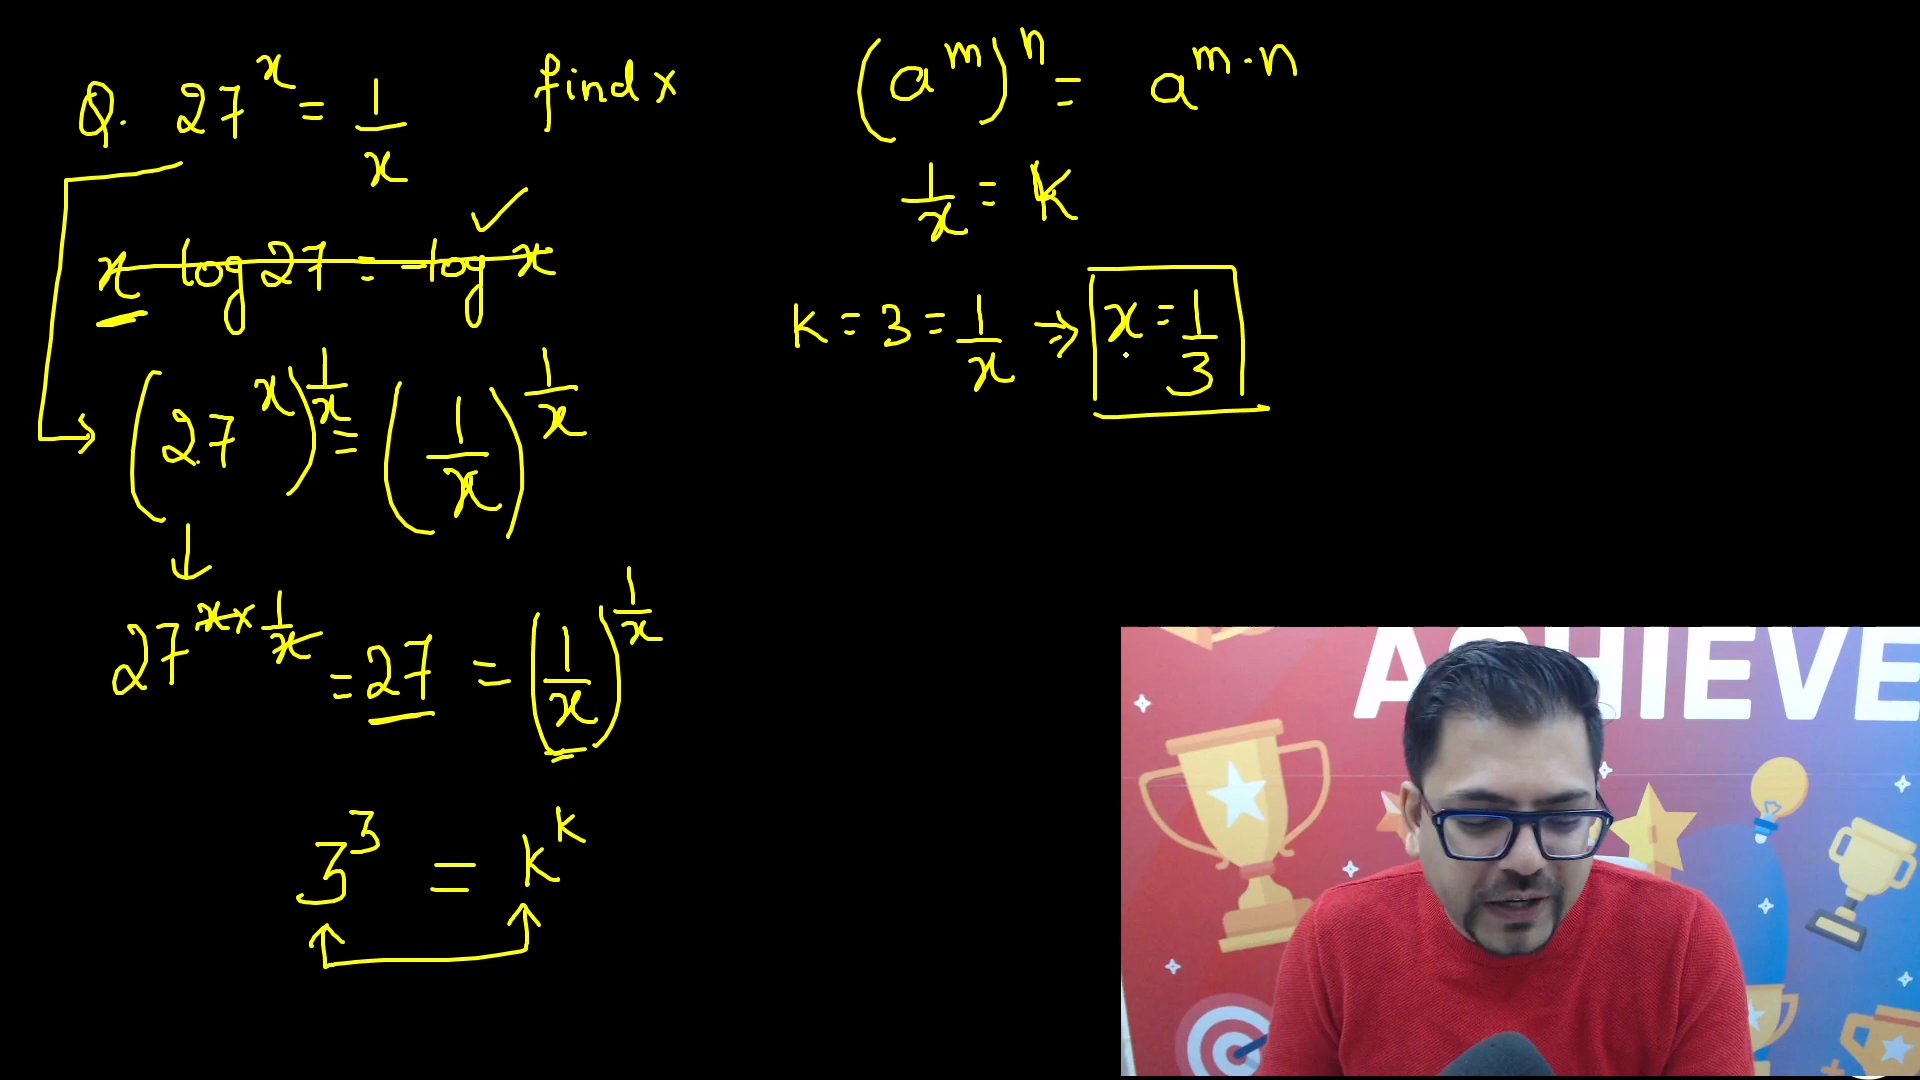 Q. 27^x = 1/x find x
x log 27 = -log x
(27^x)^(1/x) = (1/x)^(1/x)
27^(x × 1/x) = 27 = (1/x)^(1/x)
3^3 = k^k
(a^m)^n = a^(m·n)
1/x = k
k = 3 = 1/x ⇒ x = 1/3
ACHIEVE